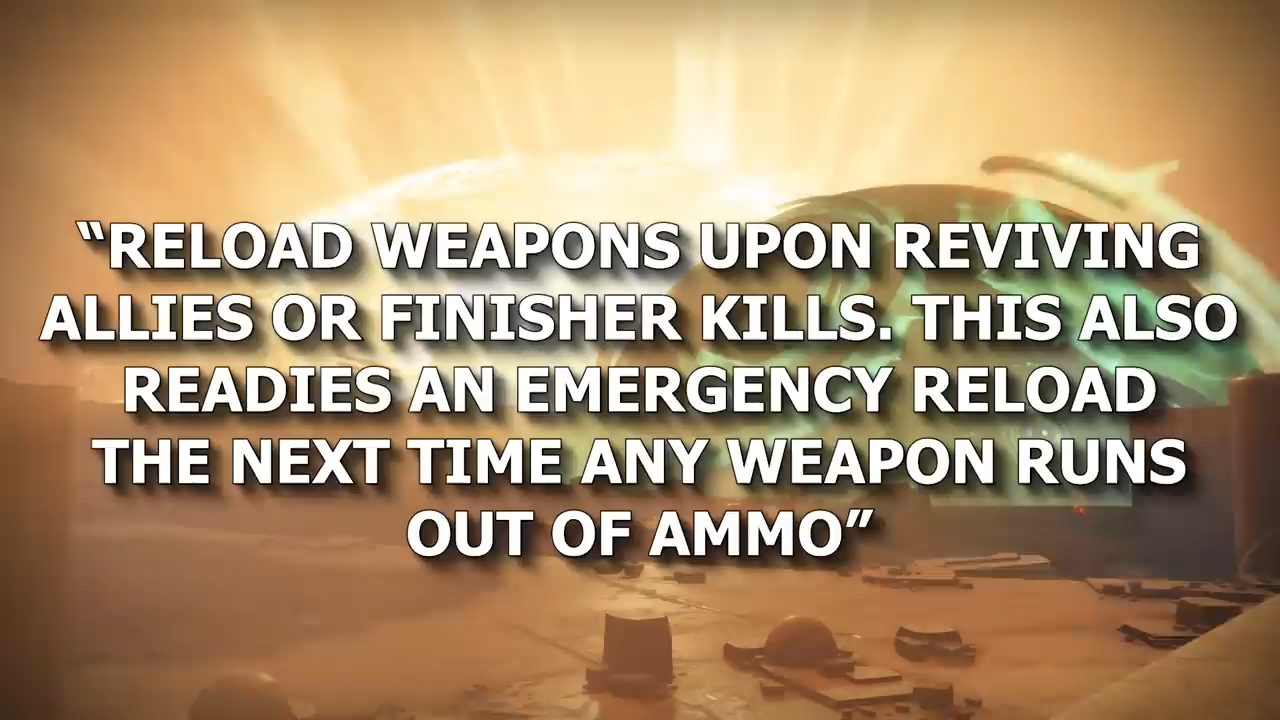 “RELOAD WEAPONS UPON REVIVING
ALLIES OR FINISHER KILLS. THIS ALSO
READIES AN EMERGENCY RELOAD
THE NEXT TIME ANY WEAPON RUNS
OUT OF AMMO”